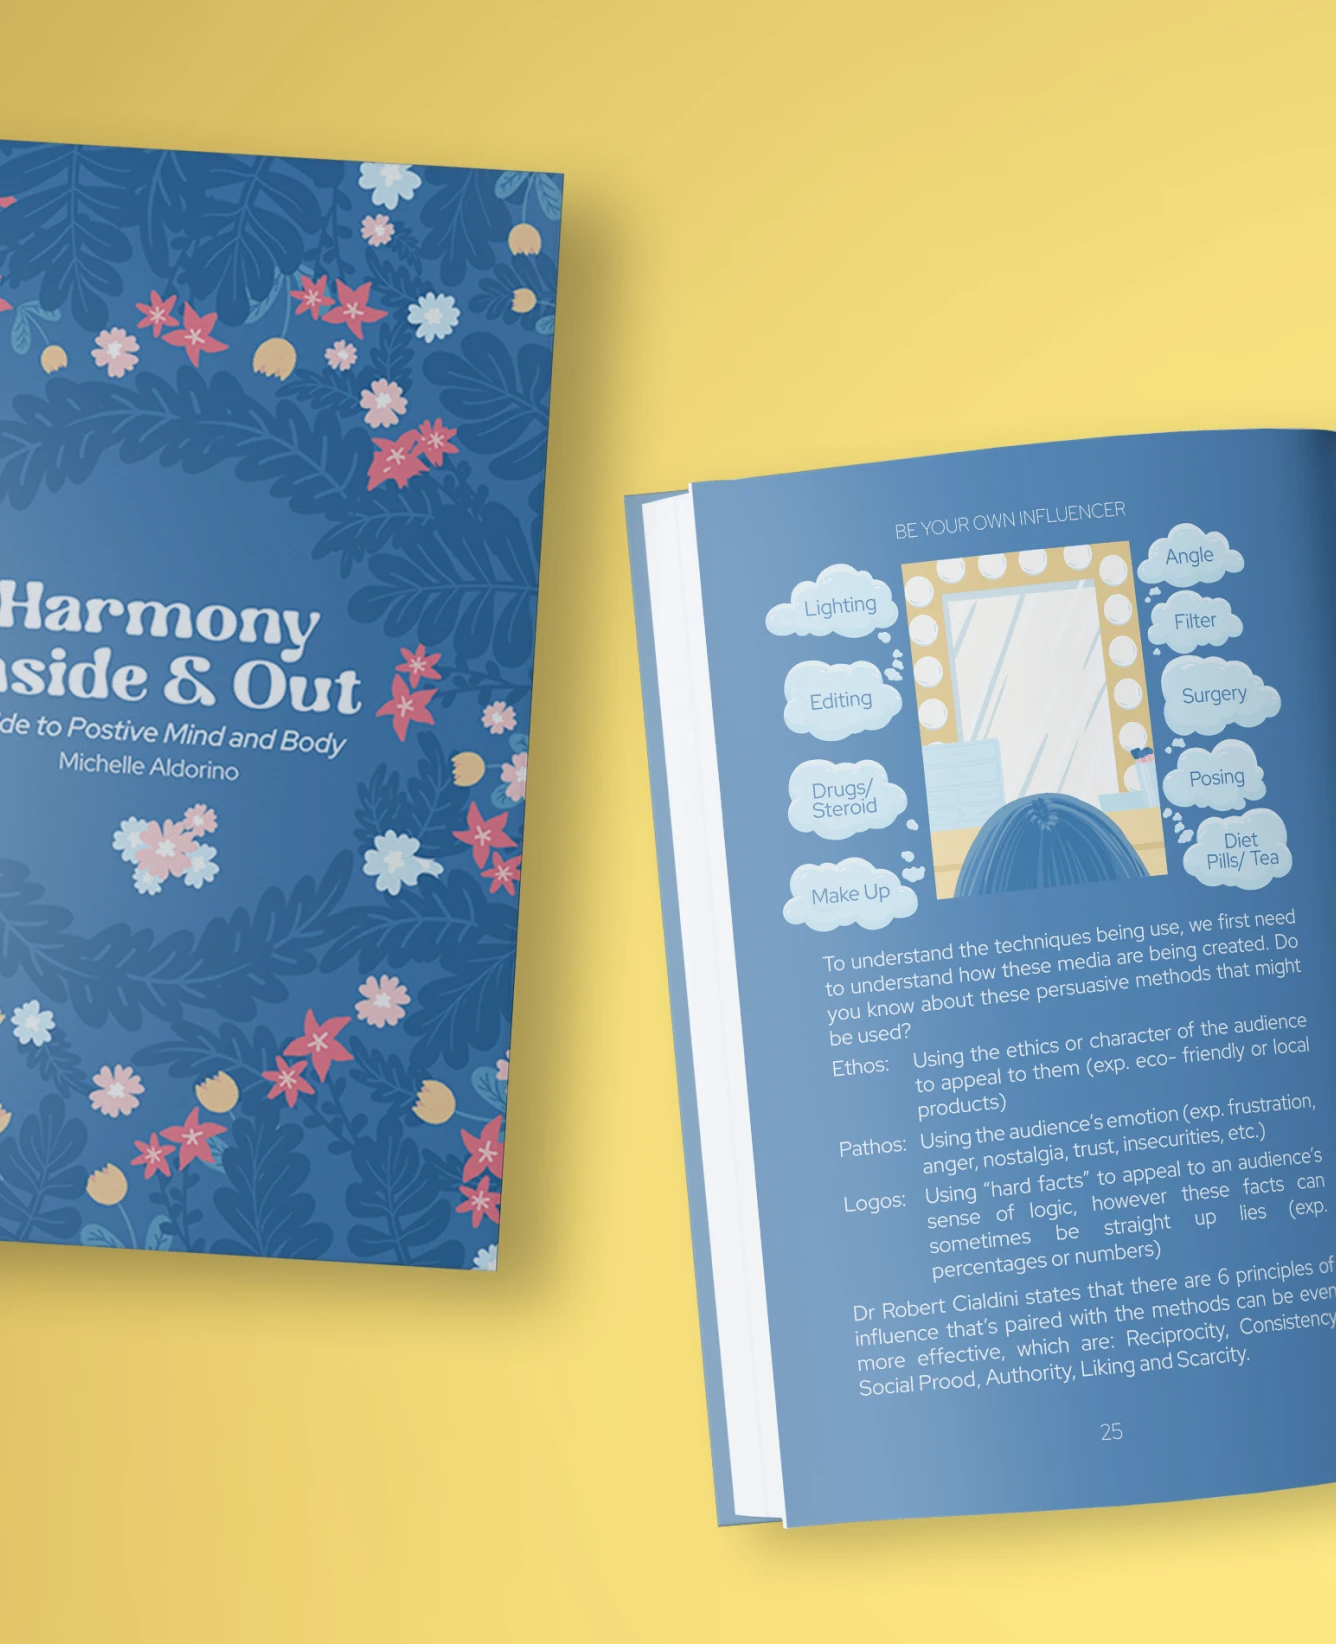 Harmony
nside & Out
de to Postive Mind and Body
Michelle Aldorino
BE YOUR OWN INFLUENCER
Lighting
Editing
Drugs/
Steroid
Make Up
Angle
Filter
Surgery
Posing
Diet
Pills/ Tea
To understand the techniques being use, we first need
to understand how these media are being created. Do
you know about these persuasive methods that might
be used?
Ethos: Using the ethics or character of the audience
to appeal to them (exp. eco- friendly or local
products)
Pathos: Using the audience's emotion (exp. frustration,
anger, nostalgia, trust, insecurities, etc.)
Logos: Using “hard facts” to appeal to an audience's
sense of logic, however these facts can
sometimes be straight up lies (exp.
percentages or numbers)
Dr Robert Cialdini states that there are 6 principles of
influence that's paired with the methods can be even
more effective, which are: Reciprocity, Consistency
Social Prood, Authority, Liking and Scarcity.
25